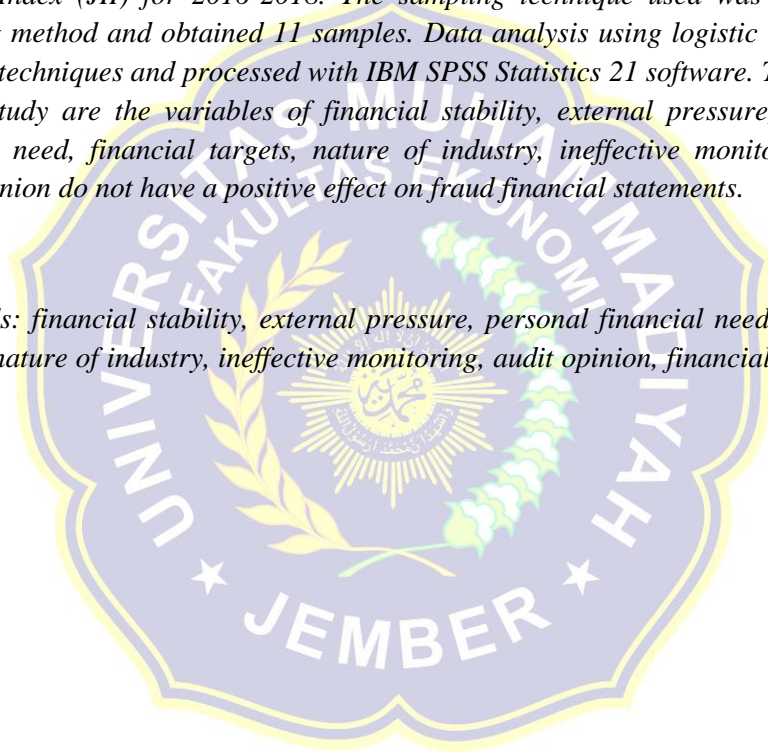 Index (JII) for 2016-2018. The sampling technique used was
method and obtained 11 samples. Data analysis using logistic
techniques and processed with IBM SPSS Statistics 21 software. T
tudy are the variables of financial stability, external pressure,
need, financial targets, nature of industry, ineffective monito
nion do not have a positive effect on fraud financial statements.
s: financial stability, external pressure, personal financial need
nature of industry, ineffective monitoring, audit opinion, financial
UNIVERSITAS MUHAMMADIYAH
FAKULTAS EKONOMI
JEMBER